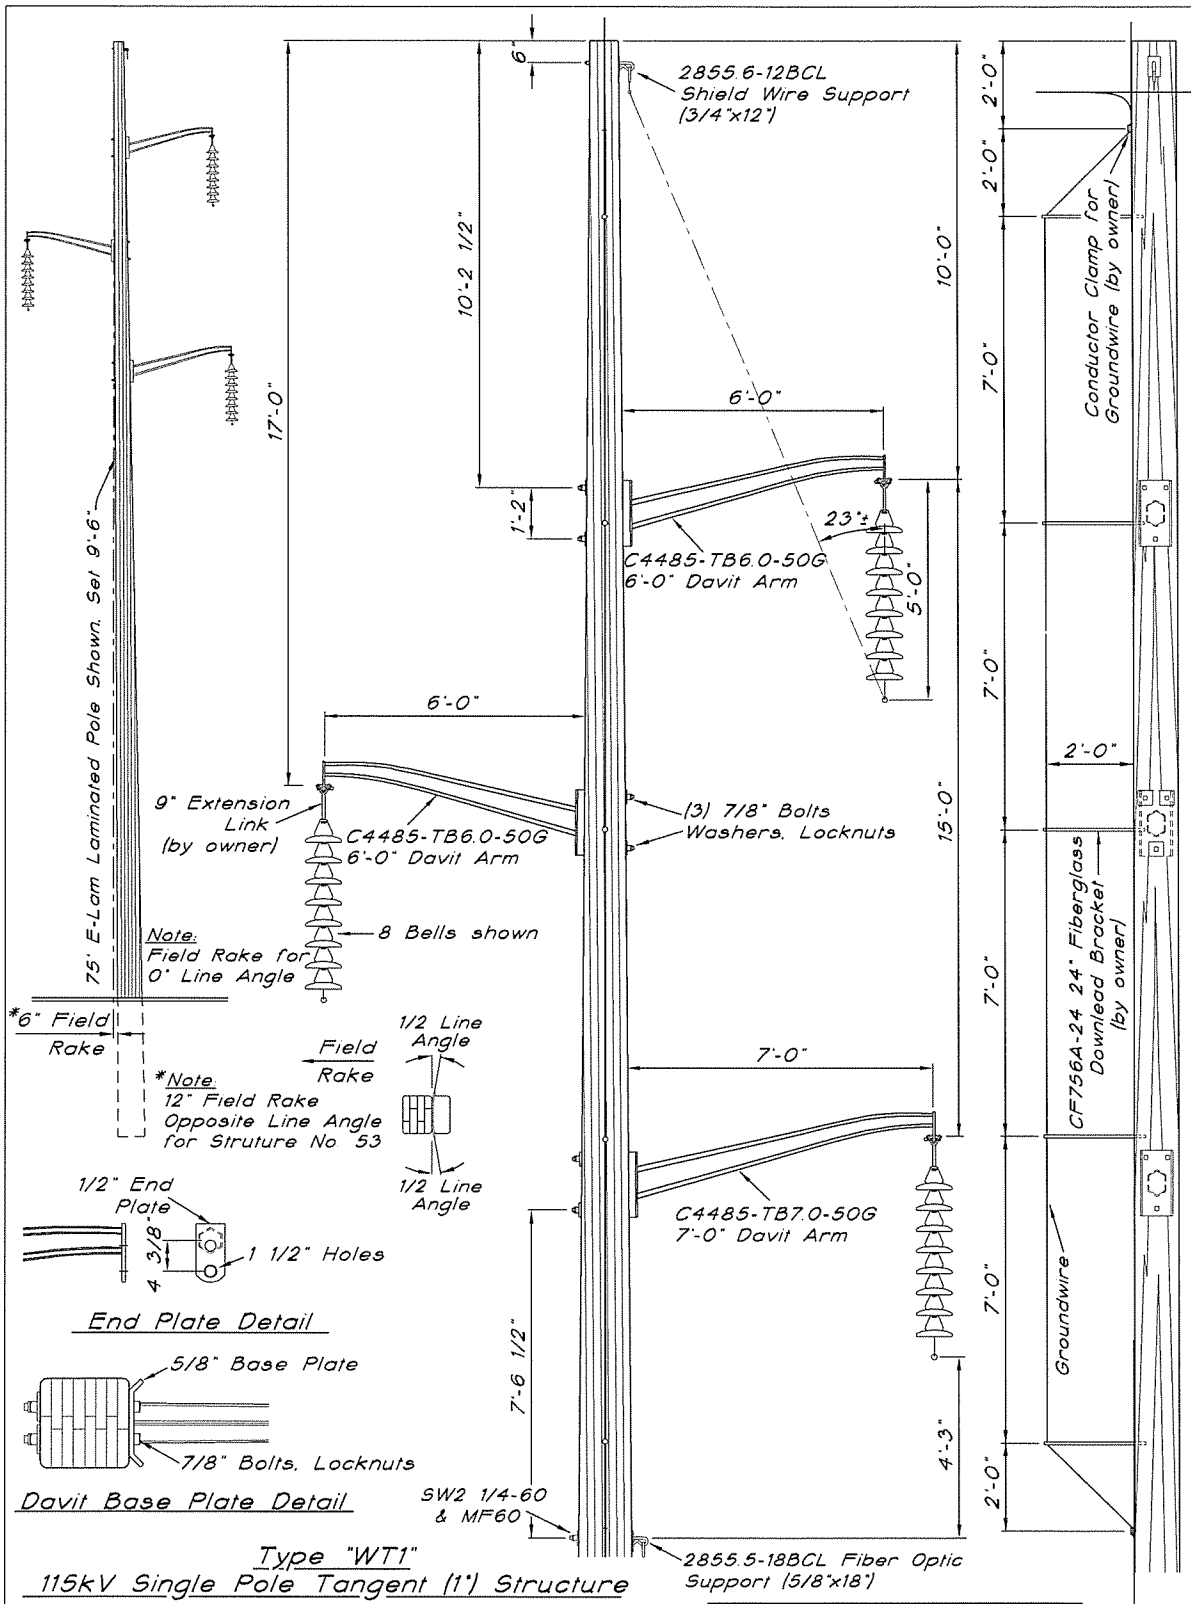 6"
2855.6-12BCL
Shield Wire Support
(3/4"x12")
2'-0"
2'-0"
Conductor Clamp for
Groundwire (by owner)
10'-2 1/2"
10'-0"
17'-0"
7'-0"
6'-0"
1'-2"
23°±
C4485-TB6.0-50G
6'-0" Davit Arm
5'-0"
75' E-Lam Laminated Pole Shown. Set 9'-6"
7'-0"
6'-0"
2'-0"
9" Extension
Link
(by owner)
C4485-TB6.0-50G
6'-0" Davit Arm
(3) 7/8" Bolts
Washers, Locknuts
15'-0"
8 Bells shown
Note:
Field Rake for
0° Line Angle
CF756A-24 24" Fiberglass
Downlead Bracket
(by owner)
7'-0"
*6" Field
Rake
1/2 Line
Angle
Field
Rake
7'-0"
*Note:
12" Field Rake
Opposite Line Angle
for Struture No. 53
1/2 Line
Angle
1/2" End
Plate
4 3/8"
1 1/2" Holes
End Plate Detail
C4485-TB7.0-50G
7'-0" Davit Arm
7'-0"
Groundwire
7'-6 1/2"
5/8" Base Plate
7/8" Bolts, Locknuts
Davit Base Plate Detail
4'-3"
2'-0"
SW2 1/4-60
& MF60
2855.5-18BCL Fiber Optic
Support (5/8"x18")
Type "WT1"
115kV Single Pole Tangent (1°) Structure